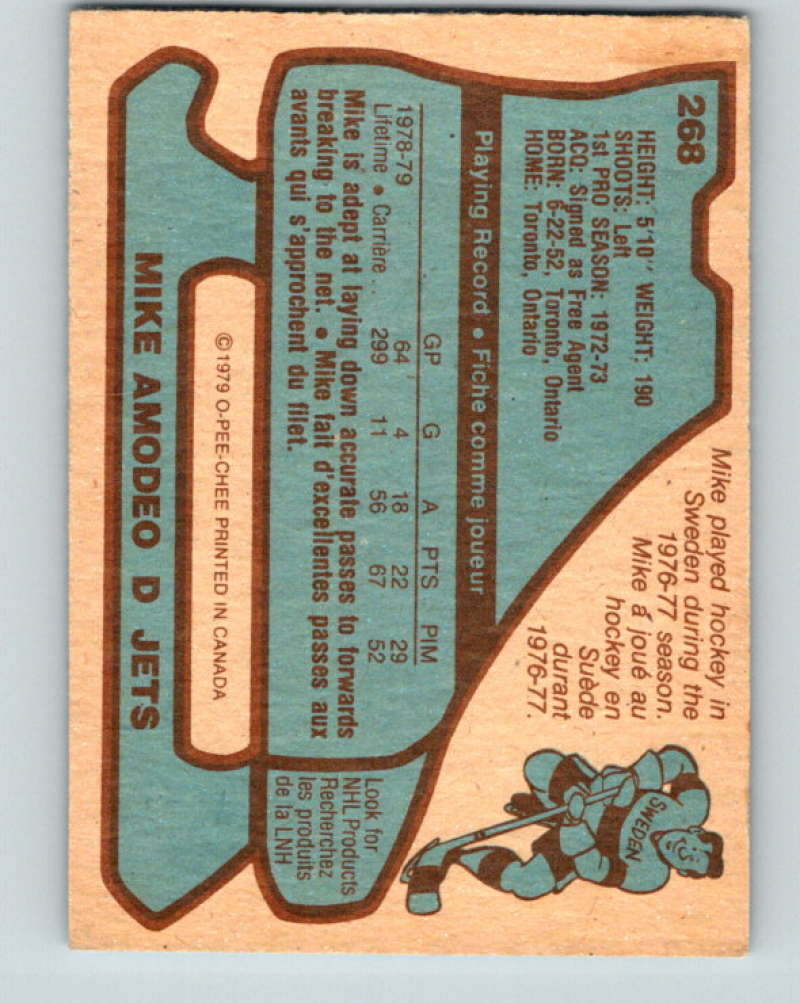 268
HEIGHT: 5'10" WEIGHT: 190
SHOOTS: Left
1st PRO SEASON: 1972-73
ACQ: Signed as Free Agent
BORN: 6-22-52, Toronto, Ontario
HOME: Toronto, Ontario
Mike played hockey in
Sweden during the
1976-77 season.
Mike á joué au
hockey en
Suède
durant
1976-77.
SWEDEN
Playing Record • Fiche comme joueur
GP G A PTS PIM
1978-79 64 4 18 22 29
Lifetime • Carrière.. 299 11 56 67 52
Mike is adept at laying down accurate passes to forwards
breaking to the net. • Mike fait d'excellentes passes aux
avants qui s'approchent du filet.
Look for
NHL Products
Recherchez
les produits
de la LNH
©1979 O-PEE-CHEE PRINTED IN CANADA
MIKE AMODEO D JETS